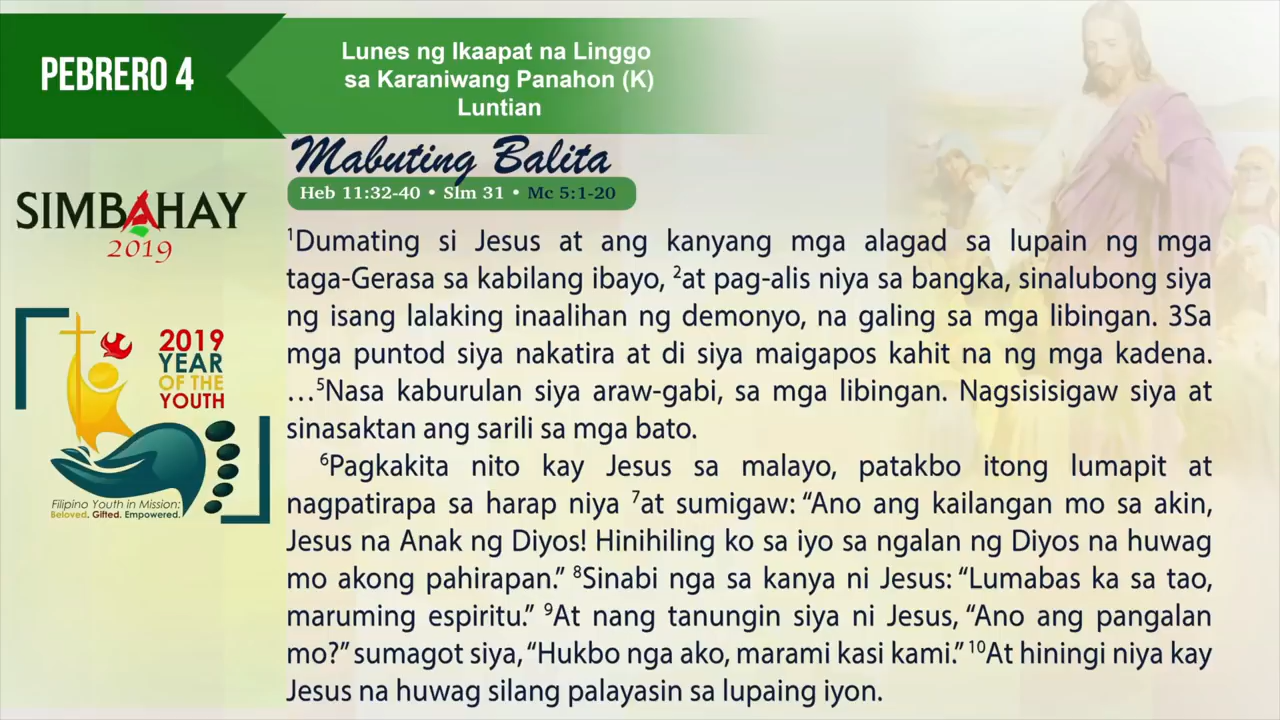 PEBRERO 4
Lunes ng Ikaapat na Linggo
sa Karaniwang Panahon (K)
Luntian
Mabuting Balita
Heb 11:32-40 • Slm 31 • Mc 5:1-20
SIMBAHAY
2019
2019
YEAR
OF THE
YOUTH
Filipino Youth in Mission:
Beloved. Gifted. Empowered.
¹Dumating si Jesus at ang kanyang mga alagad sa lupain ng mga
taga-Gerasa sa kabilang ibayo, ²at pag-alis niya sa bangka, sinalubong siya
ng isang lalaking inaalihan ng demonyo, na galing sa mga libingan. 3Sa
mga puntod siya nakatira at di siya maigapos kahit na ng mga kadena.
…⁵Nasa kaburulan siya araw-gabi, sa mga libingan. Nagsisisigaw siya at
sinasaktan ang sarili sa mga bato.
⁶Pagkakita nito kay Jesus sa malayo, patakbo itong lumapit at
nagpatirapa sa harap niya ⁷at sumigaw: “Ano ang kailangan mo sa akin,
Jesus na Anak ng Diyos! Hinihiling ko sa iyo sa ngalan ng Diyos na huwag
mo akong pahirapan.” ⁸Sinabi nga sa kanya ni Jesus: “Lumabas ka sa tao,
maruming espiritu.” ⁹At nang tanungin siya ni Jesus, “Ano ang pangalan
mo?” sumagot siya, “Hukbo nga ako, marami kasi kami.” ¹⁰At hiningi niya kay
Jesus na huwag silang palayasin sa lupaing iyon.